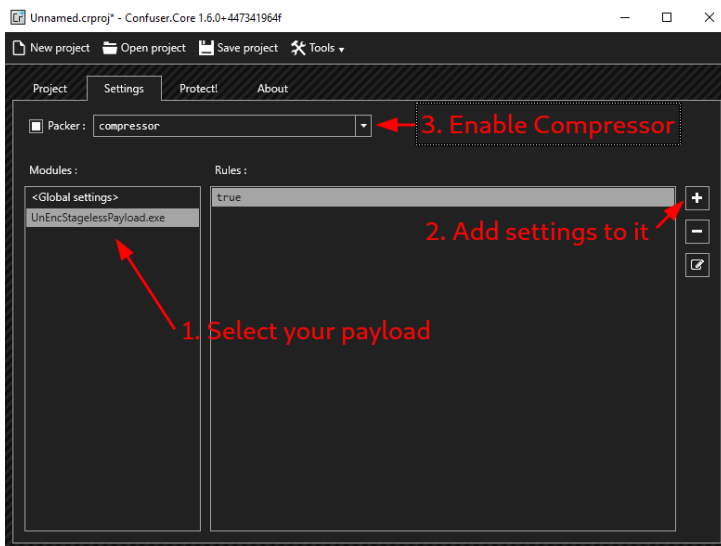 Unnamed.crproj* - Confuser.Core 1.6.0+447341964f
New project Open project Save project Tools
Project Settings Protect! About
Packer : compressor
3. Enable Compressor
Modules : Rules :
<Global settings> true
UnEncStagelessPayload.exe
2. Add settings to it
1. Select your payload